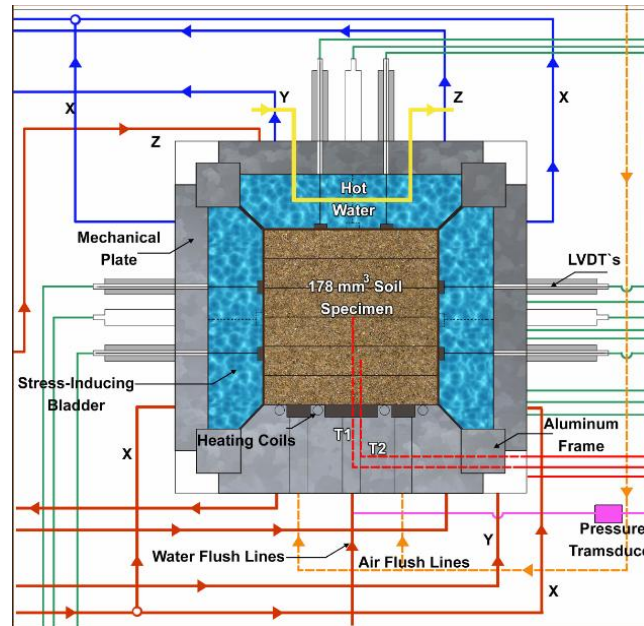 Y
Z
X
X
Z
Hot
Water
Mechanical
Plate
LVDT`s
178 mm³ Soil
Specimen
Stress-Inducing
Bladder
Heating Coils
T1
T2
Aluminum
Frame
X
Water Flush Lines
Air Flush Lines
Y
X
Pressure
Tramsduce